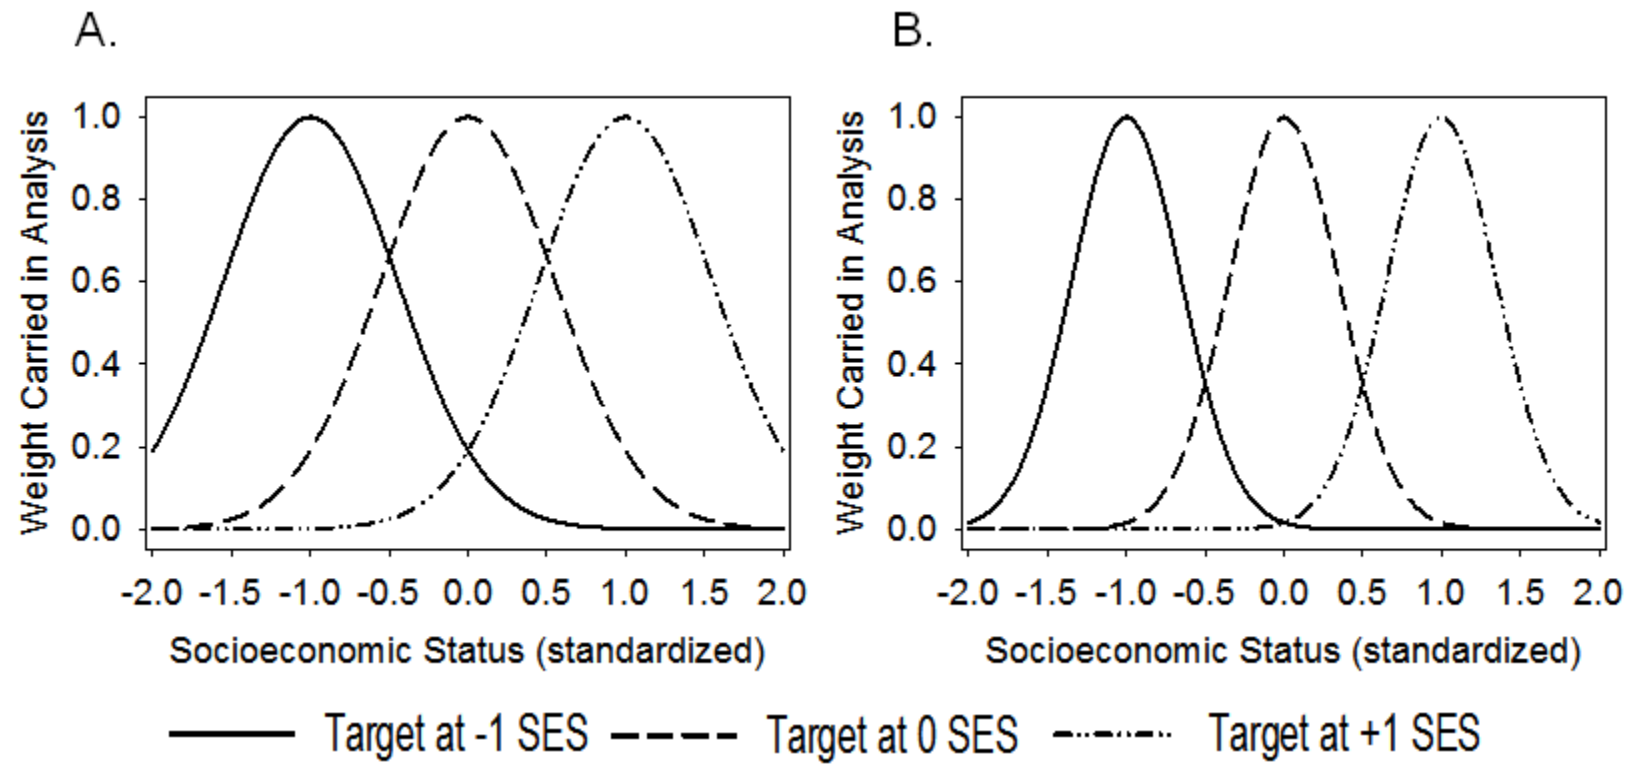 A.
Weight Carried in Analysis
1.0
0.8
0.6
0.4
0.2
0.0
-2.0 -1.5 -1.0 -0.5 0.0 0.5 1.0 1.5 2.0
Socioeconomic Status (standardized)
B.
Weight Carried in Analysis
1.0
0.8
0.6
0.4
0.2
0.0
-2.0 -1.5 -1.0 -0.5 0.0 0.5 1.0 1.5 2.0
Socioeconomic Status (standardized)
Target at -1 SES Target at 0 SES Target at +1 SES